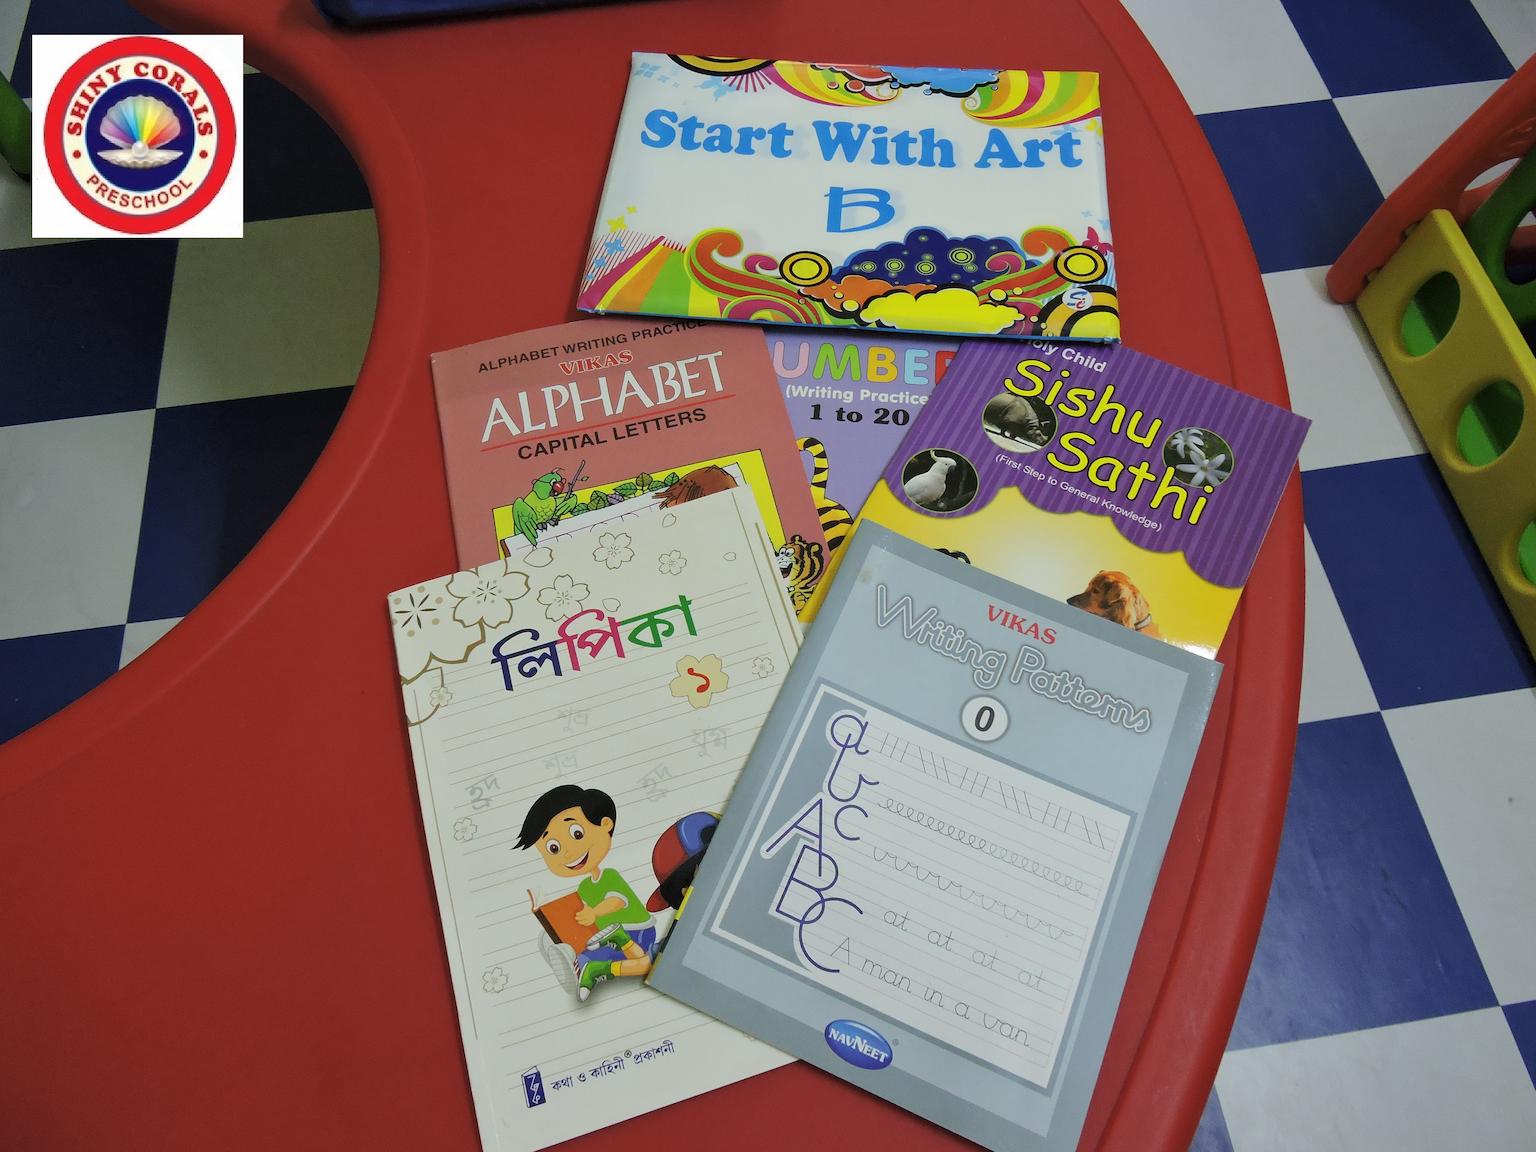 SHINY CORALS
PRESCHOOL
Start With Art
B
ALPHABET WRITING PRACTICE
VIKAS
ALPHABET
CAPITAL LETTERS
UMBE
(Writing Practice)
1 to 20
Holy Child
Sishu
Sathi
(First Step to General Knowledge)
লিপিকা
১
শুভ্র
শুভ্র
যুগ্ম
হৃদ
হৃদ
কথা ও কাহিনী® প্রকাশনী
VIKAS
Writing Patterns
0
a
b
c
A
B
C
at at at at
A man in a van
NAVNEET